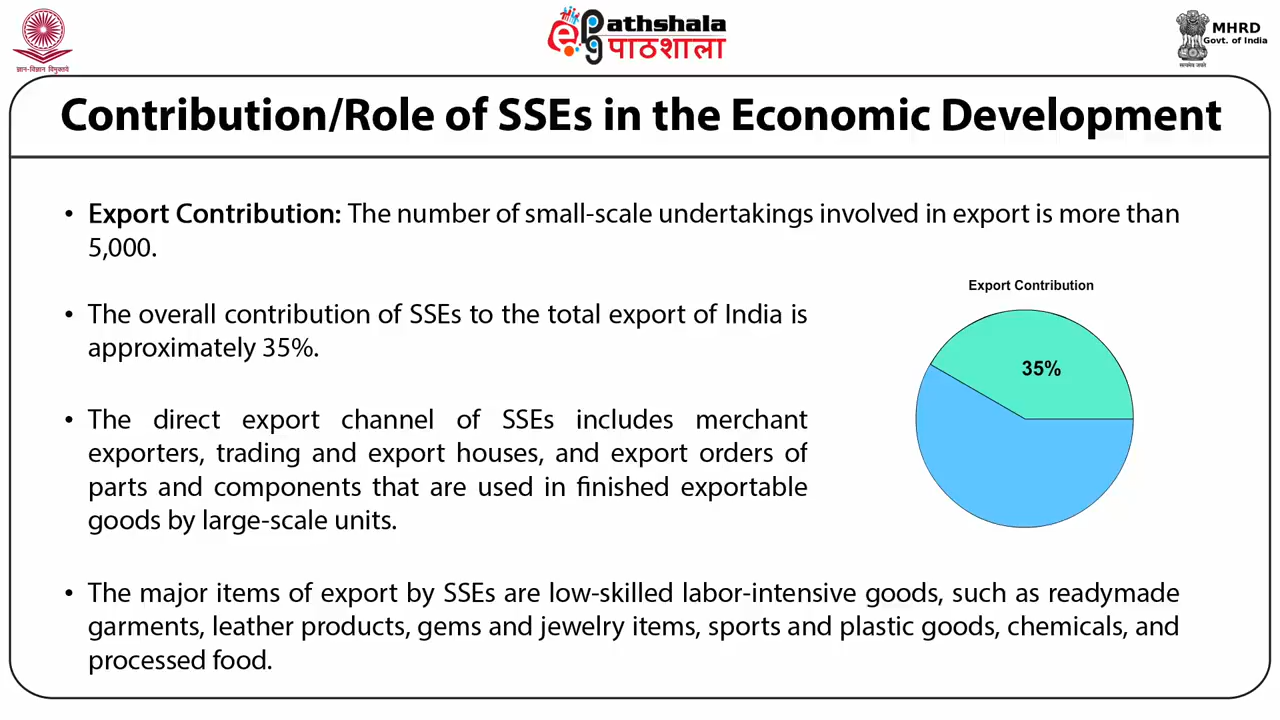 ज्ञान-विज्ञान विमुक्तये
ePathshala
पाठशाला
MHRD
Govt. of India
सत्यमेव जयते
Contribution/Role of SSEs in the Economic Development
• Export Contribution: The number of small-scale undertakings involved in export is more than
5,000.
• The overall contribution of SSEs to the total export of India is
approximately 35%.
• The direct export channel of SSEs includes merchant
exporters, trading and export houses, and export orders of
parts and components that are used in finished exportable
goods by large-scale units.
Export Contribution
35%
• The major items of export by SSEs are low-skilled labor-intensive goods, such as readymade
garments, leather products, gems and jewelry items, sports and plastic goods, chemicals, and
processed food.